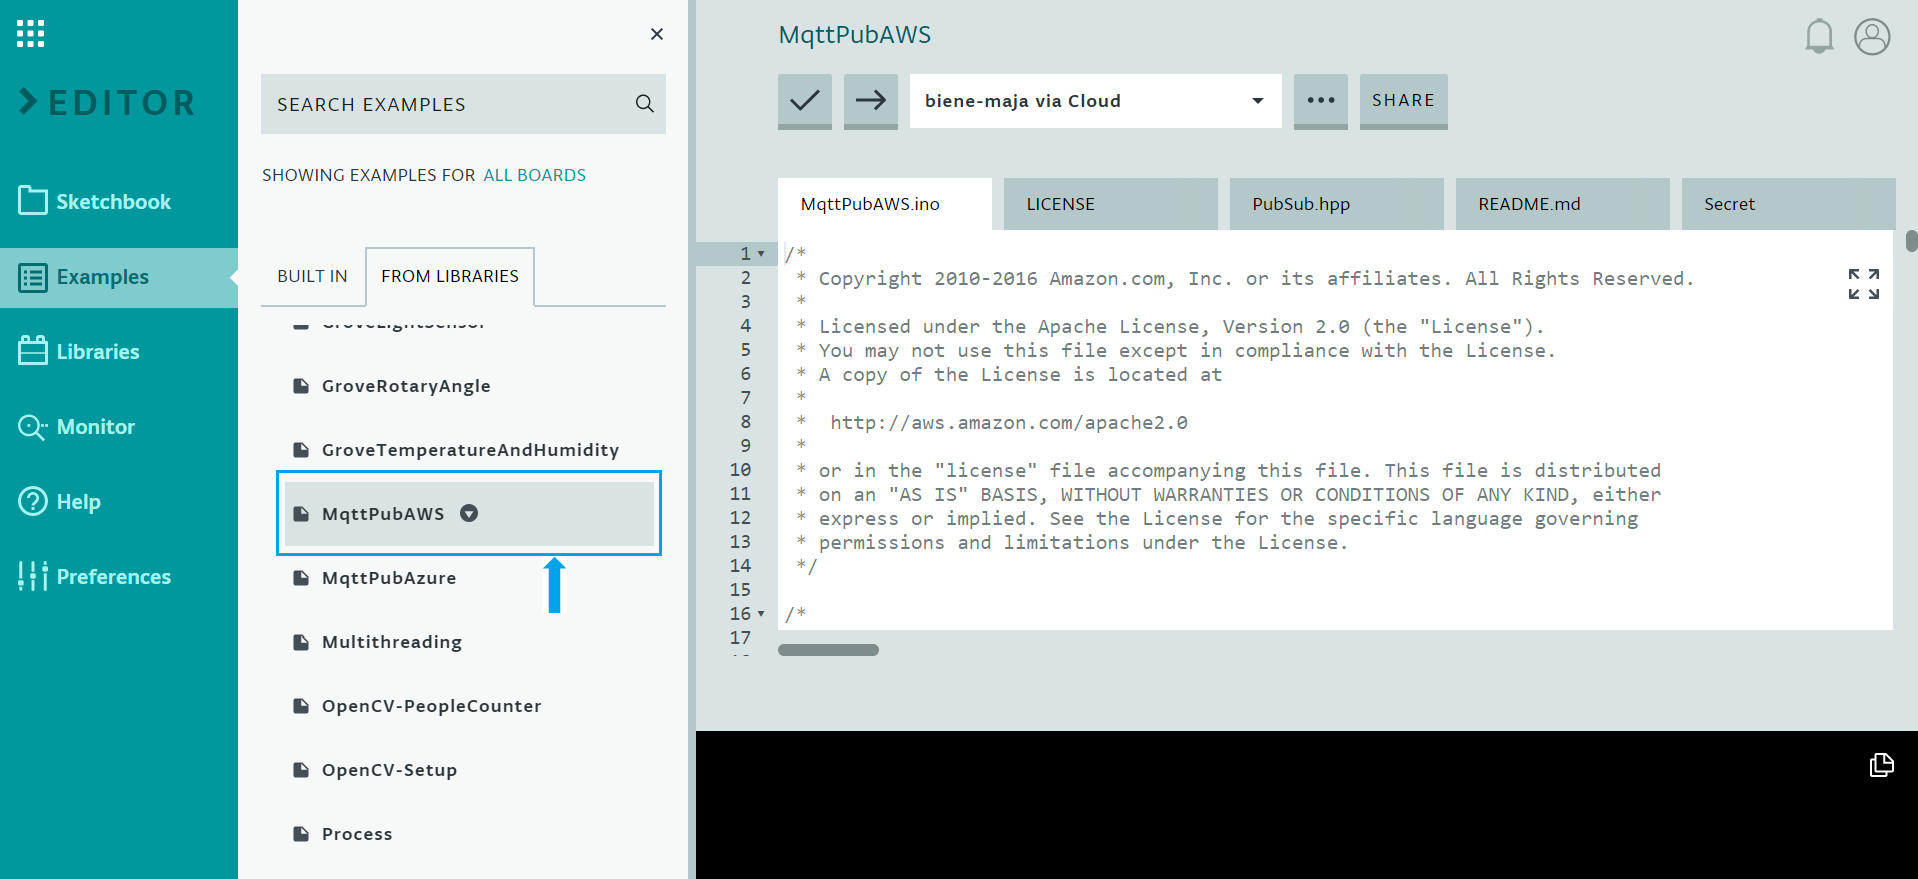 EDITOR
Sketchbook
Examples
Libraries
Monitor
Help
Preferences
SEARCH EXAMPLES
SHOWING EXAMPLES FOR ALL BOARDS
BUILT IN
FROM LIBRARIES
GroveLightSensor
GroveRotaryAngle
GroveTemperatureAndHumidity
MqttPubAWS
MqttPubAzure
Multithreading
OpenCV-PeopleCounter
OpenCV-Setup
Process
MqttPubAWS
biene-maja via Cloud
SHARE
MqttPubAWS.ino
LICENSE
PubSub.hpp
README.md
Secret
1 /*
2 * Copyright 2010-2016 Amazon.com, Inc. or its affiliates. All Rights Reserved.
3 *
4 * Licensed under the Apache License, Version 2.0 (the "License").
5 * You may not use this file except in compliance with the License.
6 * A copy of the License is located at
7 *
8 * http://aws.amazon.com/apache2.0
9 *
10 * or in the "license" file accompanying this file. This file is distributed
11 * on an "AS IS" BASIS, WITHOUT WARRANTIES OR CONDITIONS OF ANY KIND, either
12 * express or implied. See the License for the specific language governing
13 * permissions and limitations under the License.
14 */
15
16 /*
17